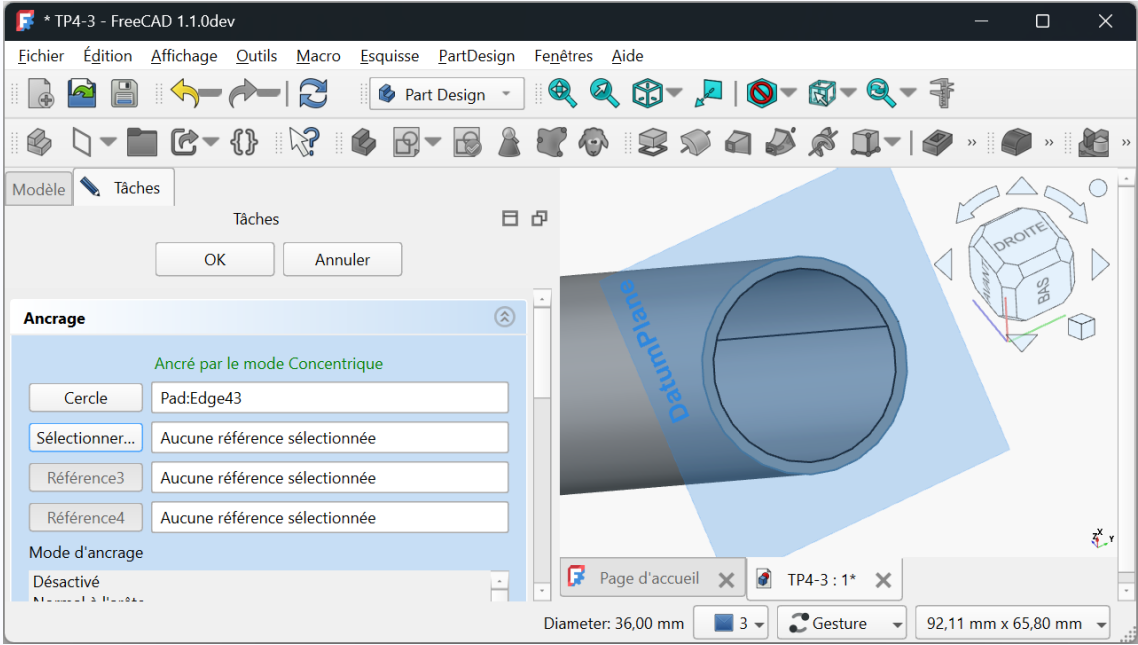 * TP4-3 - FreeCAD 1.1.0dev
Fichier Édition Affichage Outils Macro Esquisse PartDesign Fenêtres Aide
Part Design
Modèle Tâches
Tâches
OK Annuler
Ancrage
Ancré par le mode Concentrique
Cercle Pad:Edge43
Sélectionner... Aucune référence sélectionnée
Référence3 Aucune référence sélectionnée
Référence4 Aucune référence sélectionnée
Mode d'ancrage
Désactivé
Normal à l'arête
DatumPlane
DROITE
AVANT
BAS
Z X Y
Page d'accueil TP4-3 : 1*
Diameter: 36,00 mm 3 Gesture 92,11 mm x 65,80 mm